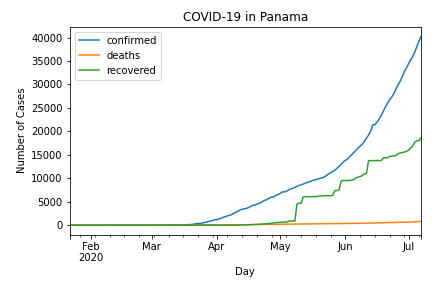 COVID-19 in Panama
confirmed
deaths
recovered
Number of Cases
40000
35000
30000
25000
20000
15000
10000
5000
0
Feb Mar Apr May Jun Jul
2020
Day